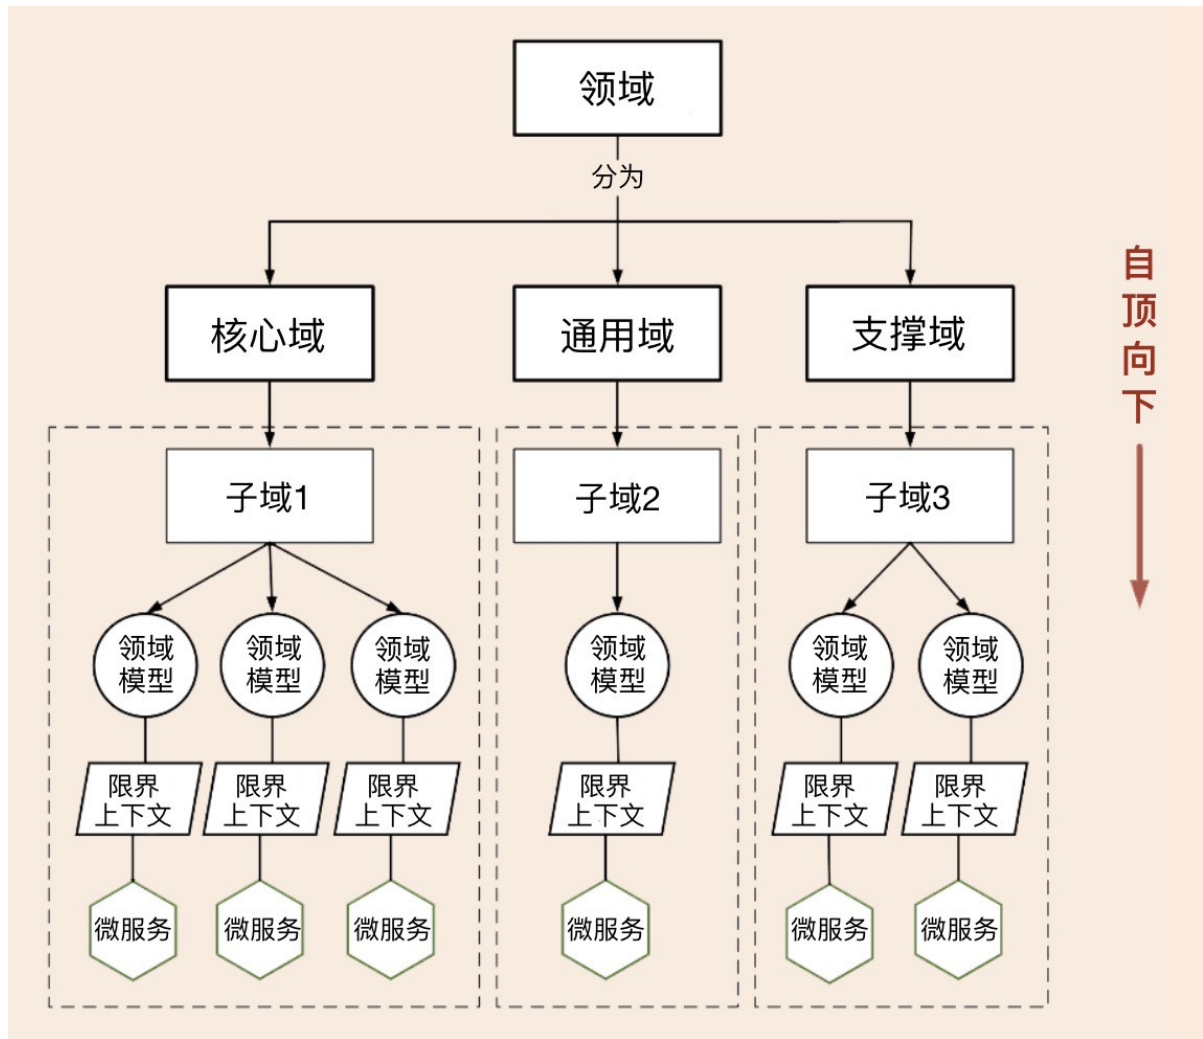 领域
分为
核心域
通用域
支撑域
自
顶
向
下
子域1
子域2
子域3
领域
模型
领域
模型
领域
模型
领域
模型
领域
模型
领域
模型
限界
上下文
限界
上下文
限界
上下文
限界
上下文
限界
上下文
限界
上下文
微服务
微服务
微服务
微服务
微服务
微服务